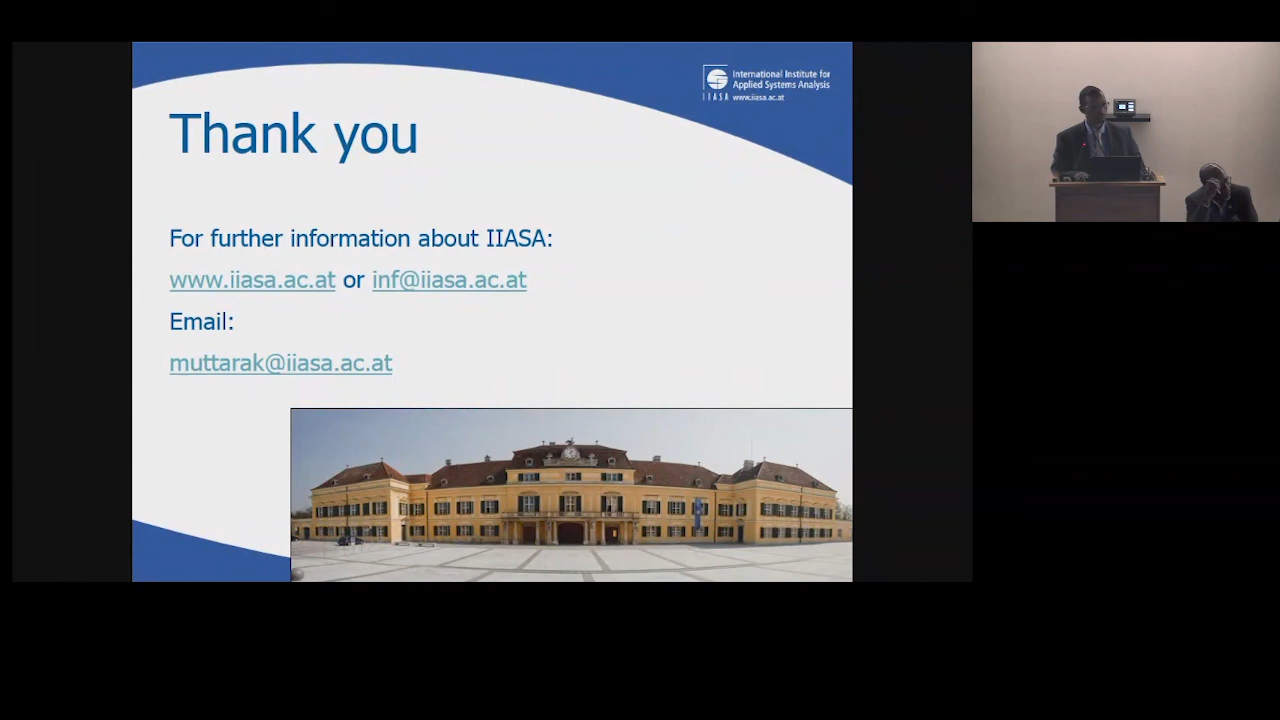 International Institute for
Applied Systems Analysis
IIASA www.iiasa.ac.at
Thank you
For further information about IIASA:
www.iiasa.ac.at or inf@iiasa.ac.at
Email:
muttarak@iiasa.ac.at